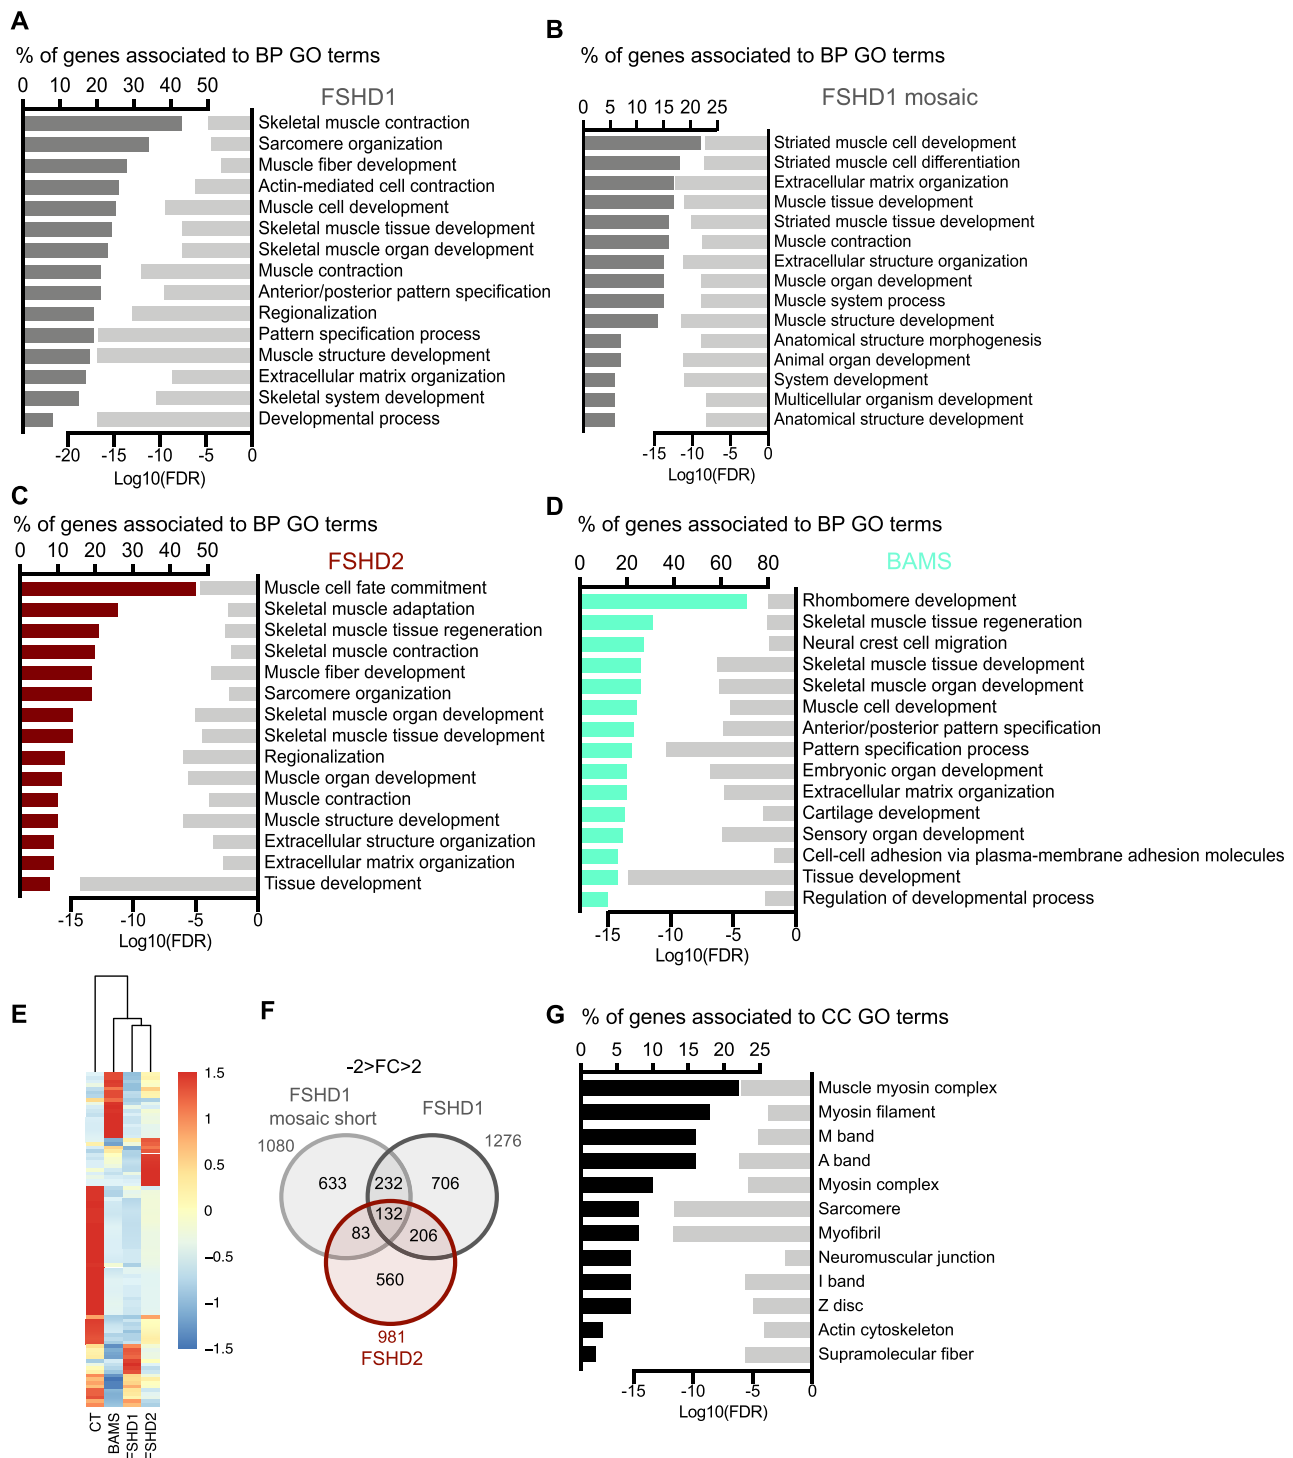 A
% of genes associated to BP GO terms
0 10 20 30 40 50
FSHD1
Skeletal muscle contraction
Sarcomere organization
Muscle fiber development
Actin-mediated cell contraction
Muscle cell development
Skeletal muscle tissue development
Skeletal muscle organ development
Muscle contraction
Anterior/posterior pattern specification
Regionalization
Pattern specification process
Muscle structure development
Extracellular matrix organization
Skeletal system development
Developmental process
-20 -15 -10 -5 0
Log10(FDR)
B
% of genes associated to BP GO terms
FSHD1 mosaic
0 5 10 15 20 25
Striated muscle cell development
Striated muscle cell differentiation
Extracellular matrix organization
Muscle tissue development
Striated muscle tissue development
Muscle contraction
Extracellular structure organization
Muscle organ development
Muscle system process
Muscle structure development
Anatomical structure morphogenesis
Animal organ development
System development
Multicellular organism development
Anatomical structure development
-15 -10 -5 0
Log10(FDR)
C
% of genes associated to BP GO terms
0 10 20 30 40 50
FSHD2
Muscle cell fate commitment
Skeletal muscle adaptation
Skeletal muscle tissue regeneration
Skeletal muscle contraction
Muscle fiber development
Sarcomere organization
Skeletal muscle organ development
Skeletal muscle tissue development
Regionalization
Muscle organ development
Muscle contraction
Muscle structure development
Extracellular structure organization
Extracellular matrix organization
Tissue development
-15 -10 -5 0
Log10(FDR)
D
% of genes associated to BP GO terms
0 20 40 60 80
BAMS
Rhombomere development
Skeletal muscle tissue regeneration
Neural crest cell migration
Skeletal muscle tissue development
Skeletal muscle organ development
Muscle cell development
Anterior/posterior pattern specification
Pattern specification process
Embryonic organ development
Extracellular matrix organization
Cartilage development
Sensory organ development
Cell-cell adhesion via plasma-membrane adhesion molecules
Tissue development
Regulation of developmental process
-15 -10 -5 0
Log10(FDR)
E
1.5
1
0.5
0
−0.5
−1
−1.5
CT
BAMS
FSHD1
FSHD2
F
-2>FC>2
FSHD1
mosaic short
FSHD1
1080
1276
633 232 706
132
83 206
560
981
FSHD2
G
% of genes associated to CC GO terms
0 5 10 15 20 25
Muscle myosin complex
Myosin filament
M band
A band
Myosin complex
Sarcomere
Myofibril
Neuromuscular junction
I band
Z disc
Actin cytoskeleton
Supramolecular fiber
-15 -10 -5 0
Log10(FDR)